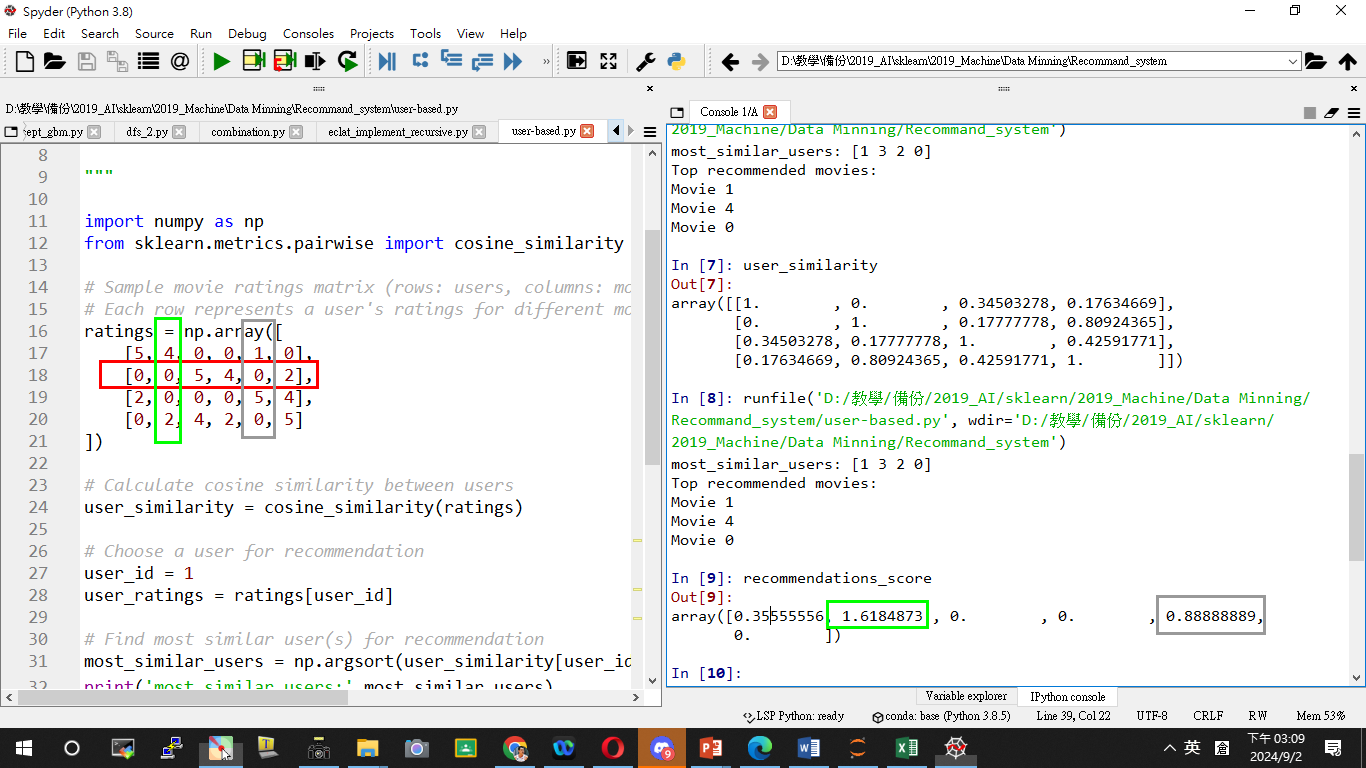 Spyder (Python 3.8)
File Edit Search Source Run Debug Consoles Projects Tools View Help
D:\教學\備份\2019_AI\sklearn\2019_Machine\Data Minning\Recommand_system
D:\教學\備份\2019_AI\sklearn\2019_Machine\Data Minning\Recommand_system\user-based.py
ept_gbm.py dfs_2.py combination.py eclat_implement_recursive.py user-based.py
8
9 """
10
11 import numpy as np
12 from sklearn.metrics.pairwise import cosine_similarity
13
14 # Sample movie ratings matrix (rows: users, columns: mo
15 # Each row represents a user's ratings for different mo
16 ratings = np.array([
17 [5, 4, 0, 0, 1, 0],
18 [0, 0, 5, 4, 0, 2],
19 [2, 0, 0, 0, 5, 4],
20 [0, 2, 4, 2, 0, 5]
21 ])
22
23 # Calculate cosine similarity between users
24 user_similarity = cosine_similarity(ratings)
25
26 # Choose a user for recommendation
27 user_id = 1
28 user_ratings = ratings[user_id]
29
30 # Find most similar user(s) for recommendation
31 most_similar_users = np.argsort(user_similarity[user_id
32 print('most similar users:' most similar users)
Console 1/A
2019_Machine/Data Minning/Recommand_system')
most_similar_users: [1 3 2 0]
Top recommended movies:
Movie 1
Movie 4
Movie 0
In [7]: user_similarity
Out[7]:
array([[1. , 0. , 0.34503278, 0.17634669],
[0. , 1. , 0.17777778, 0.80924365],
[0.34503278, 0.17777778, 1. , 0.42591771],
[0.17634669, 0.80924365, 0.42591771, 1. ]])
In [8]: runfile('D:/教學/備份/2019_AI/sklearn/2019_Machine/Data Minning/
Recommand_system/user-based.py', wdir='D:/教學/備份/2019_AI/sklearn/
2019_Machine/Data Minning/Recommand_system')
most_similar_users: [1 3 2 0]
Top recommended movies:
Movie 1
Movie 4
Movie 0
In [9]: recommendations_score
Out[9]:
array([0.35555556, 1.6184873 , 0. , 0. , 0.88888889,
0. ])
In [10]:
Variable explorer IPython console
LSP Python: ready conda: base (Python 3.8.5) Line 39, Col 22 UTF-8 CRLF RW Mem 53%
英 下午 03:09
2024/9/2